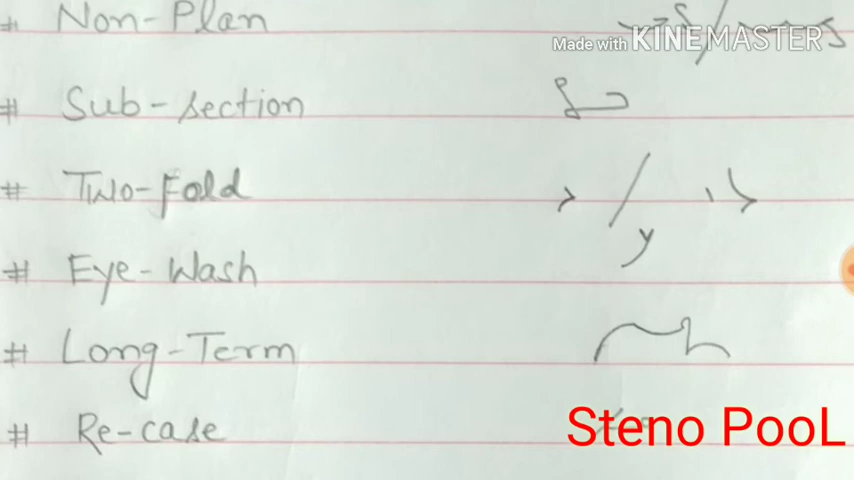 # Non-Plan
Made with KINEMASTER
# Sub-section
# Two-Fold
# Eye-Wash
# Long-Term
# Re-case
Steno PooL